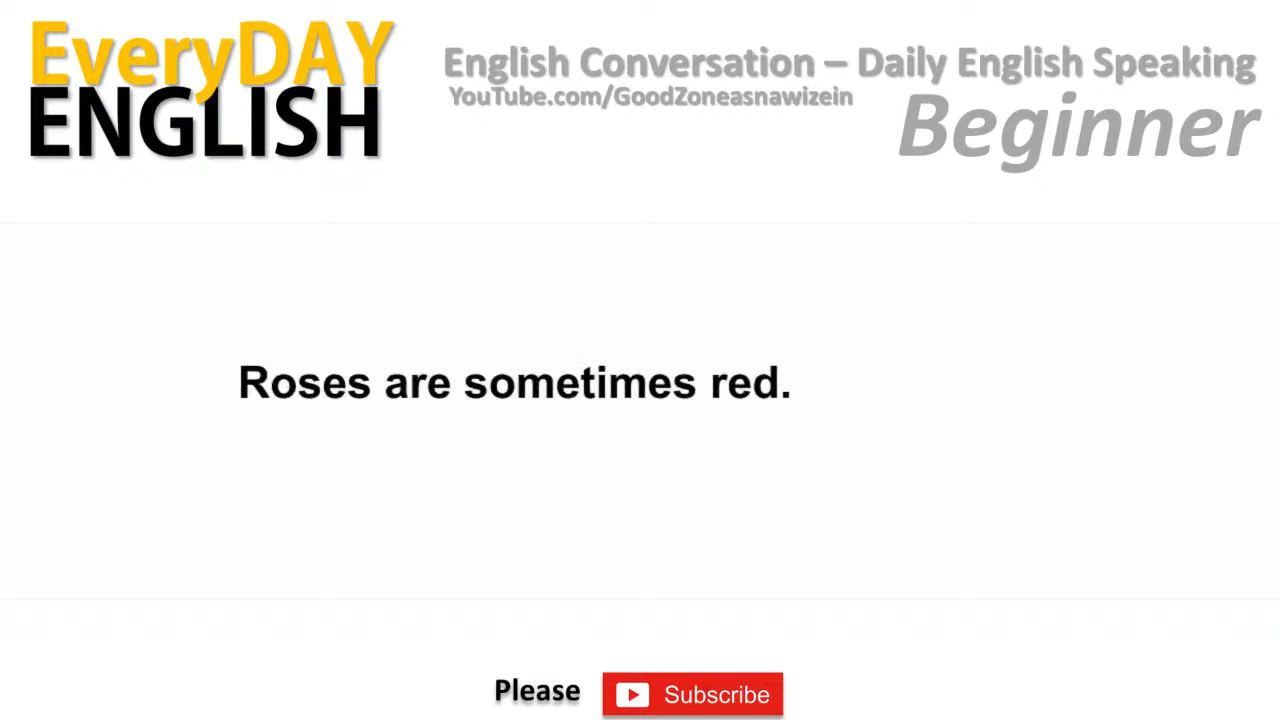 EveryDAY
ENGLISH
English Conversation – Daily English Speaking
YouTube.com/GoodZoneasnawizein
Beginner
Roses are sometimes red.
Please
Subscribe